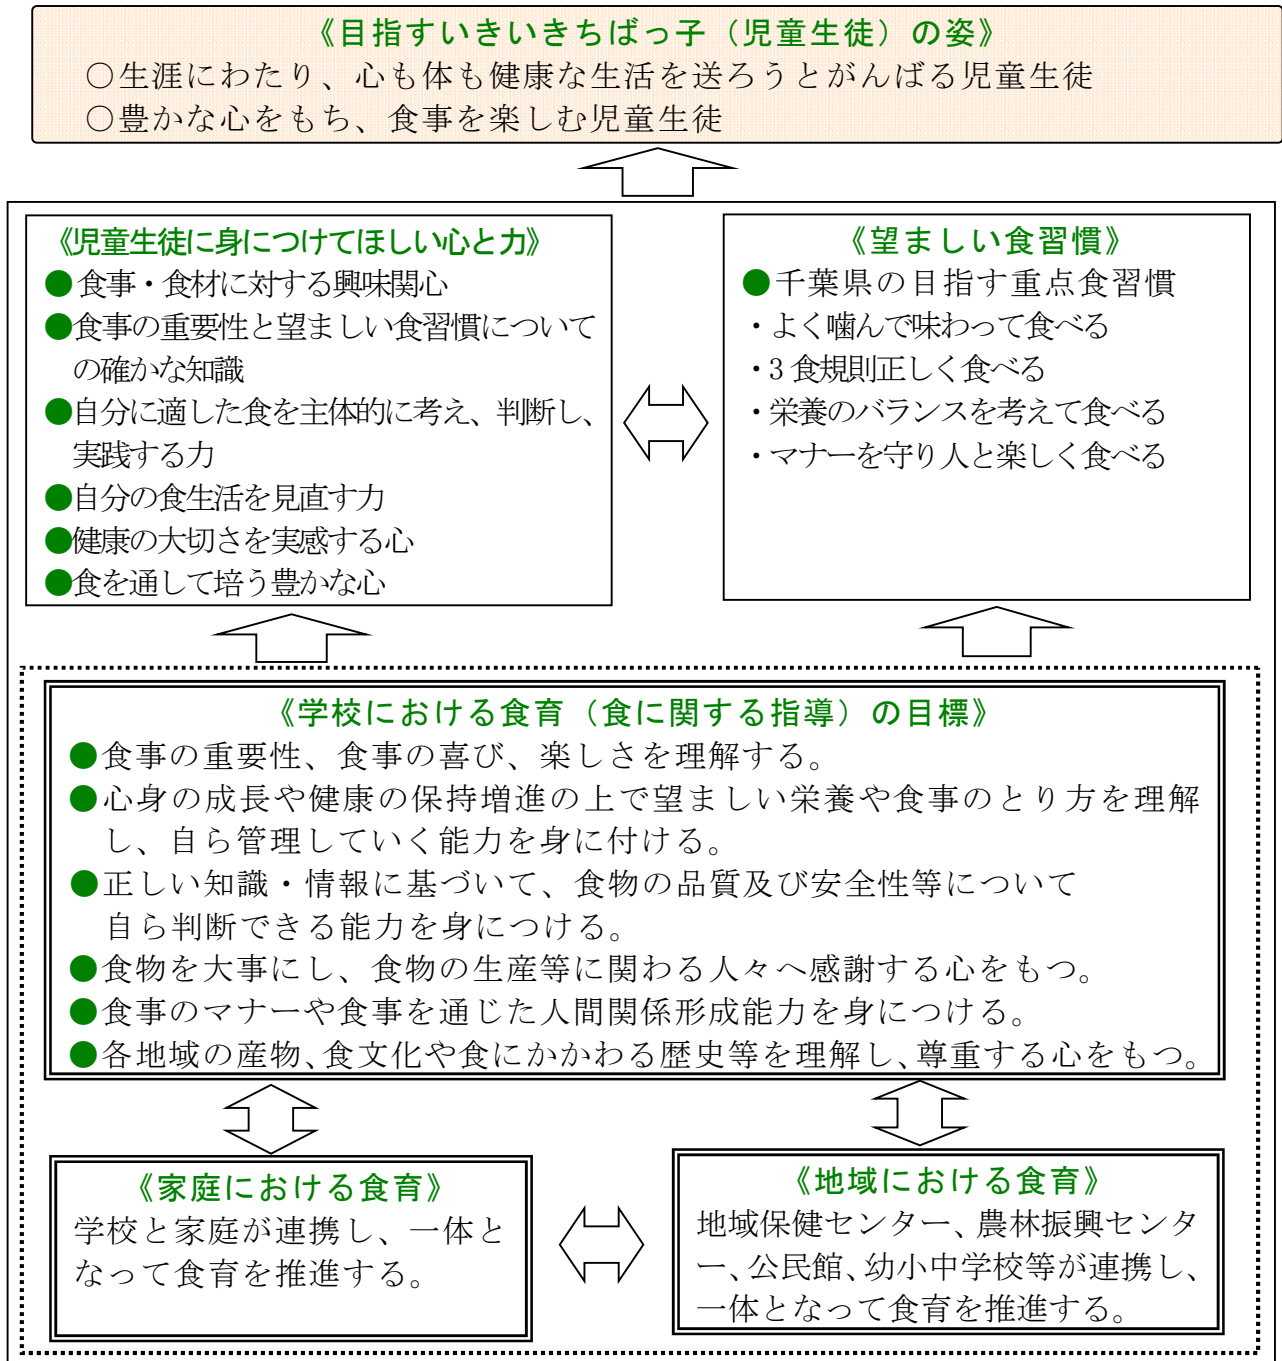 《目指すいきいきちばっ子（児童生徒）の姿》
○生涯にわたり、心も体も健康な生活を送ろうとがんばる児童生徒
○豊かな心をもち、食事を楽しむ児童生徒
《児童生徒に身につけてほしい心と力》
●食事・食材に対する興味関心
●食事の重要性と望ましい食習慣について
の確かな知識
●自分に適した食を主体的に考え、判断し、
実践する力
●自分の食生活を見直す力
●健康の大切さを実感する心
●食を通して培う豊かな心
《望ましい食習慣》
●千葉県の目指す重点食習慣
・よく噛んで味わって食べる
・3 食規則正しく食べる
・栄養のバランスを考えて食べる
・マナーを守り人と楽しく食べる
《学校における食育（食に関する指導）の目標》
●食事の重要性、食事の喜び、楽しさを理解する。
●心身の成長や健康の保持増進の上で望ましい栄養や食事のとり方を理解
し、自ら管理していく能力を身に付ける。
●正しい知識・情報に基づいて、食物の品質及び安全性等について
自ら判断できる能力を身につける。
●食物を大事にし、食物の生産等に関わる人々へ感謝する心をもつ。
●食事のマナーや食事を通じた人間関係形成能力を身につける。
●各地域の産物、食文化や食にかかわる歴史等を理解し、尊重する心をもつ。
《家庭における食育》
学校と家庭が連携し、一体と
なって食育を推進する。
《地域における食育》
地域保健センター、農林振興センタ
ー、公民館、幼小中学校等が連携し、
一体となって食育を推進する。